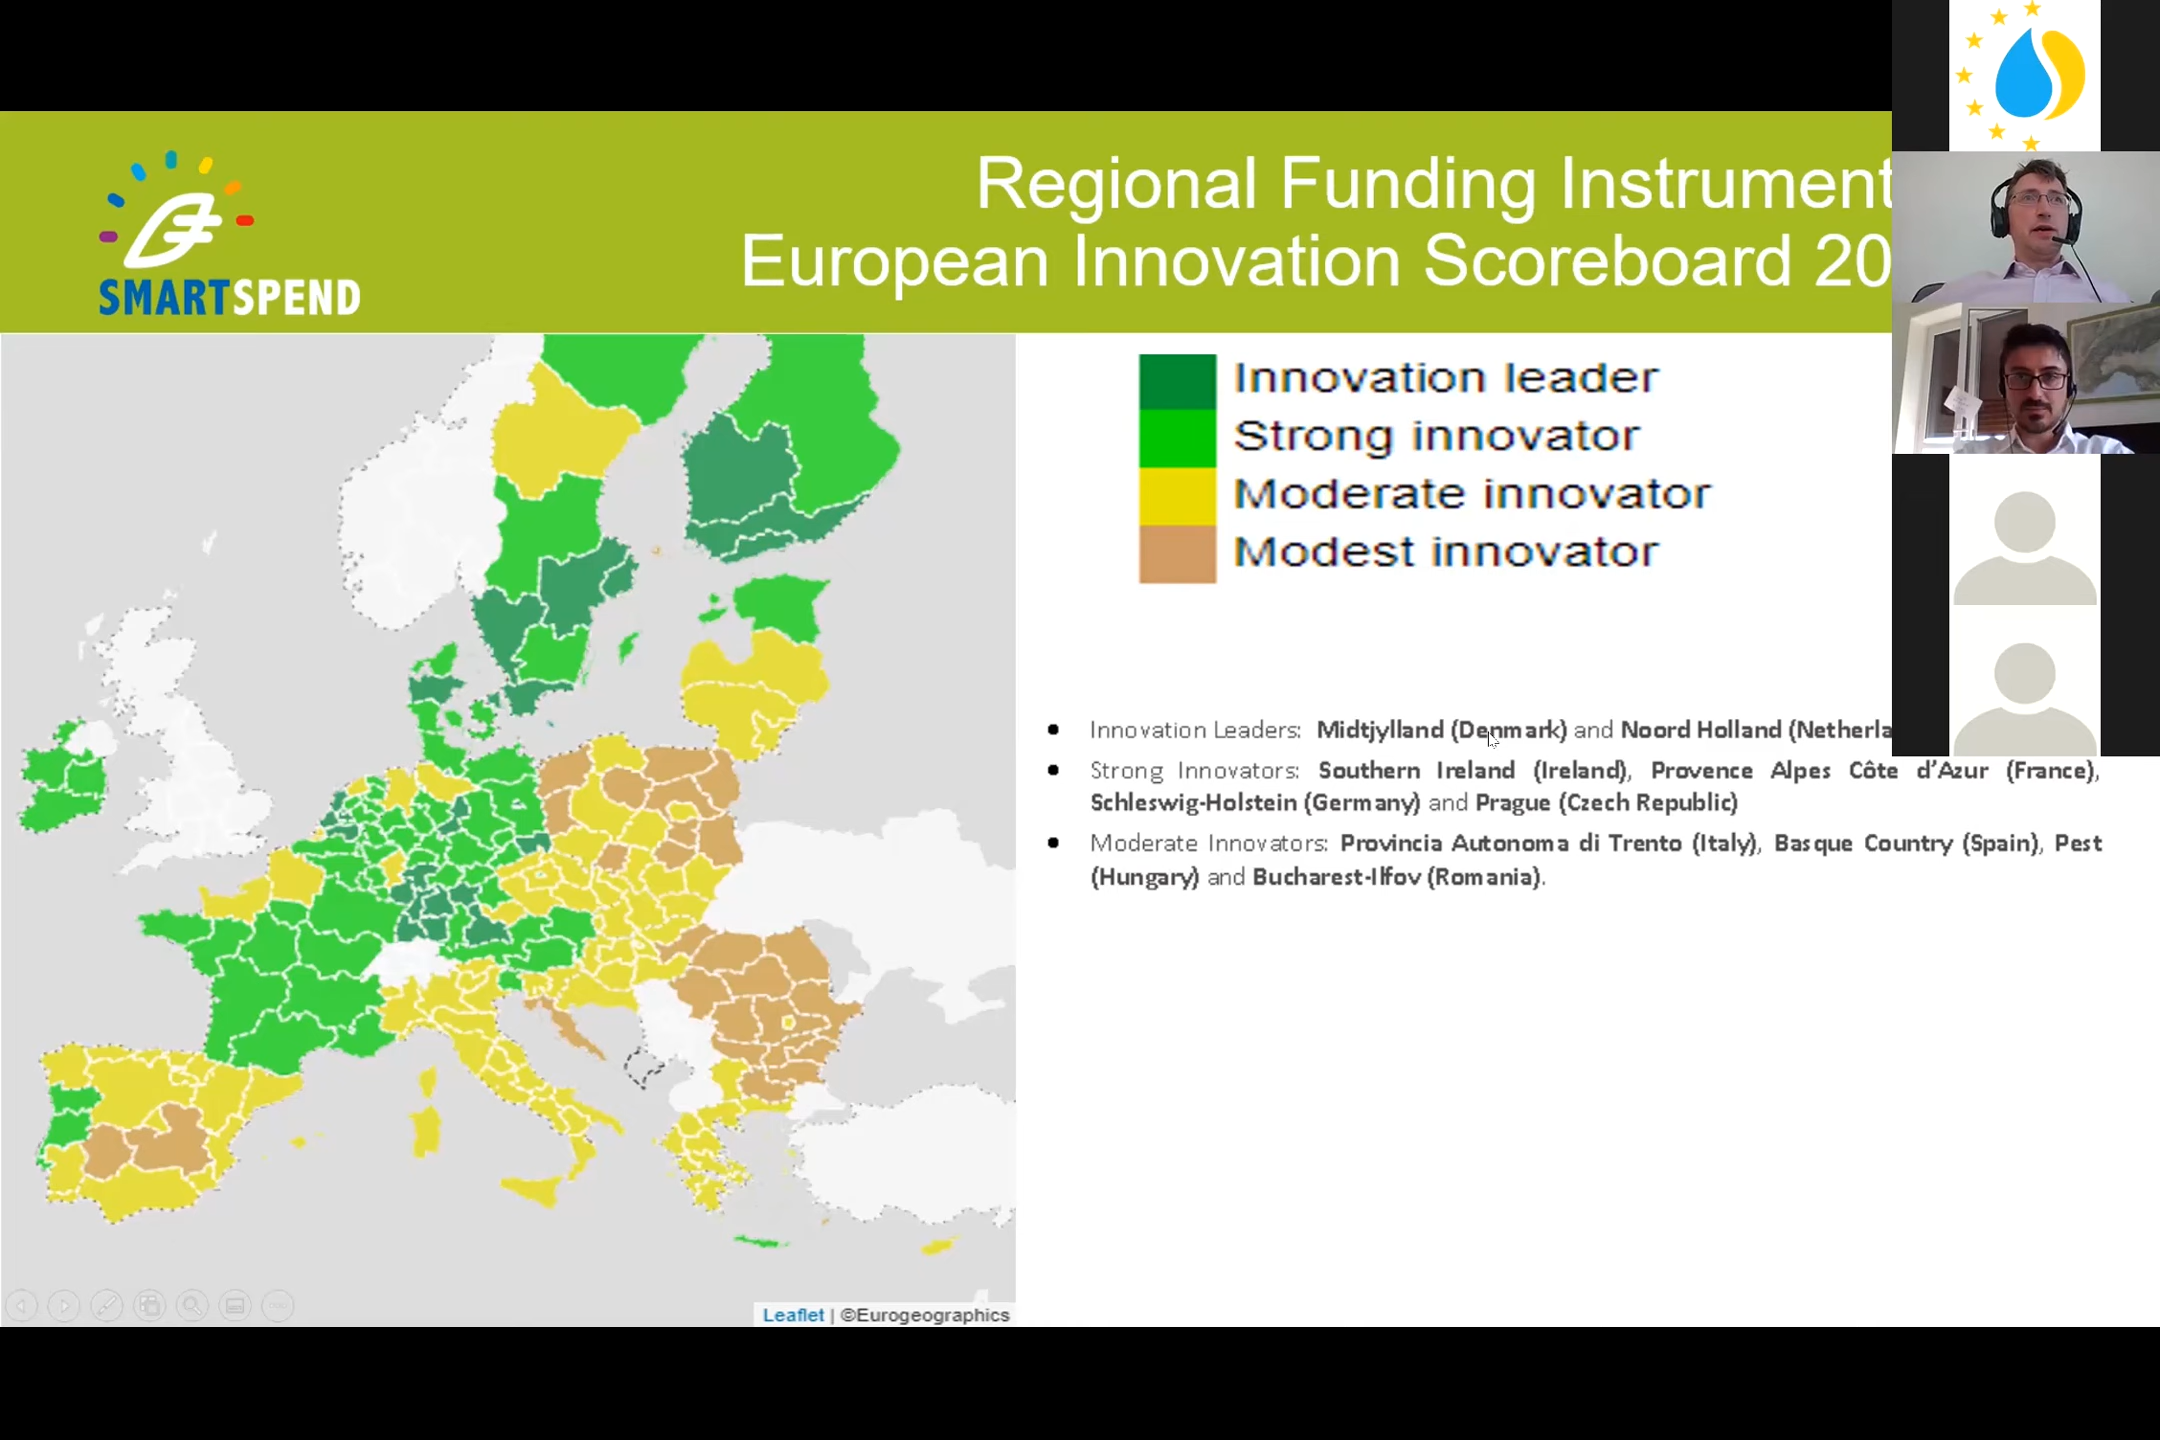 Regional Funding Instrument
European Innovation Scoreboard 20
SMARTSPEND
Innovation leader
Strong innovator
Moderate innovator
Modest innovator
Innovation Leaders: Midtjylland (Denmark) and Noord Holland (Netherla
Strong Innovators: Southern Ireland (Ireland), Provence Alpes Côte d'Azur (France),
Schleswig-Holstein (Germany) and Prague (Czech Republic)
Moderate Innovators: Provincia Autonoma di Trento (Italy), Basque Country (Spain), Pest
(Hungary) and Bucharest-Ilfov (Romania).
Leaflet | ©Eurogeographics